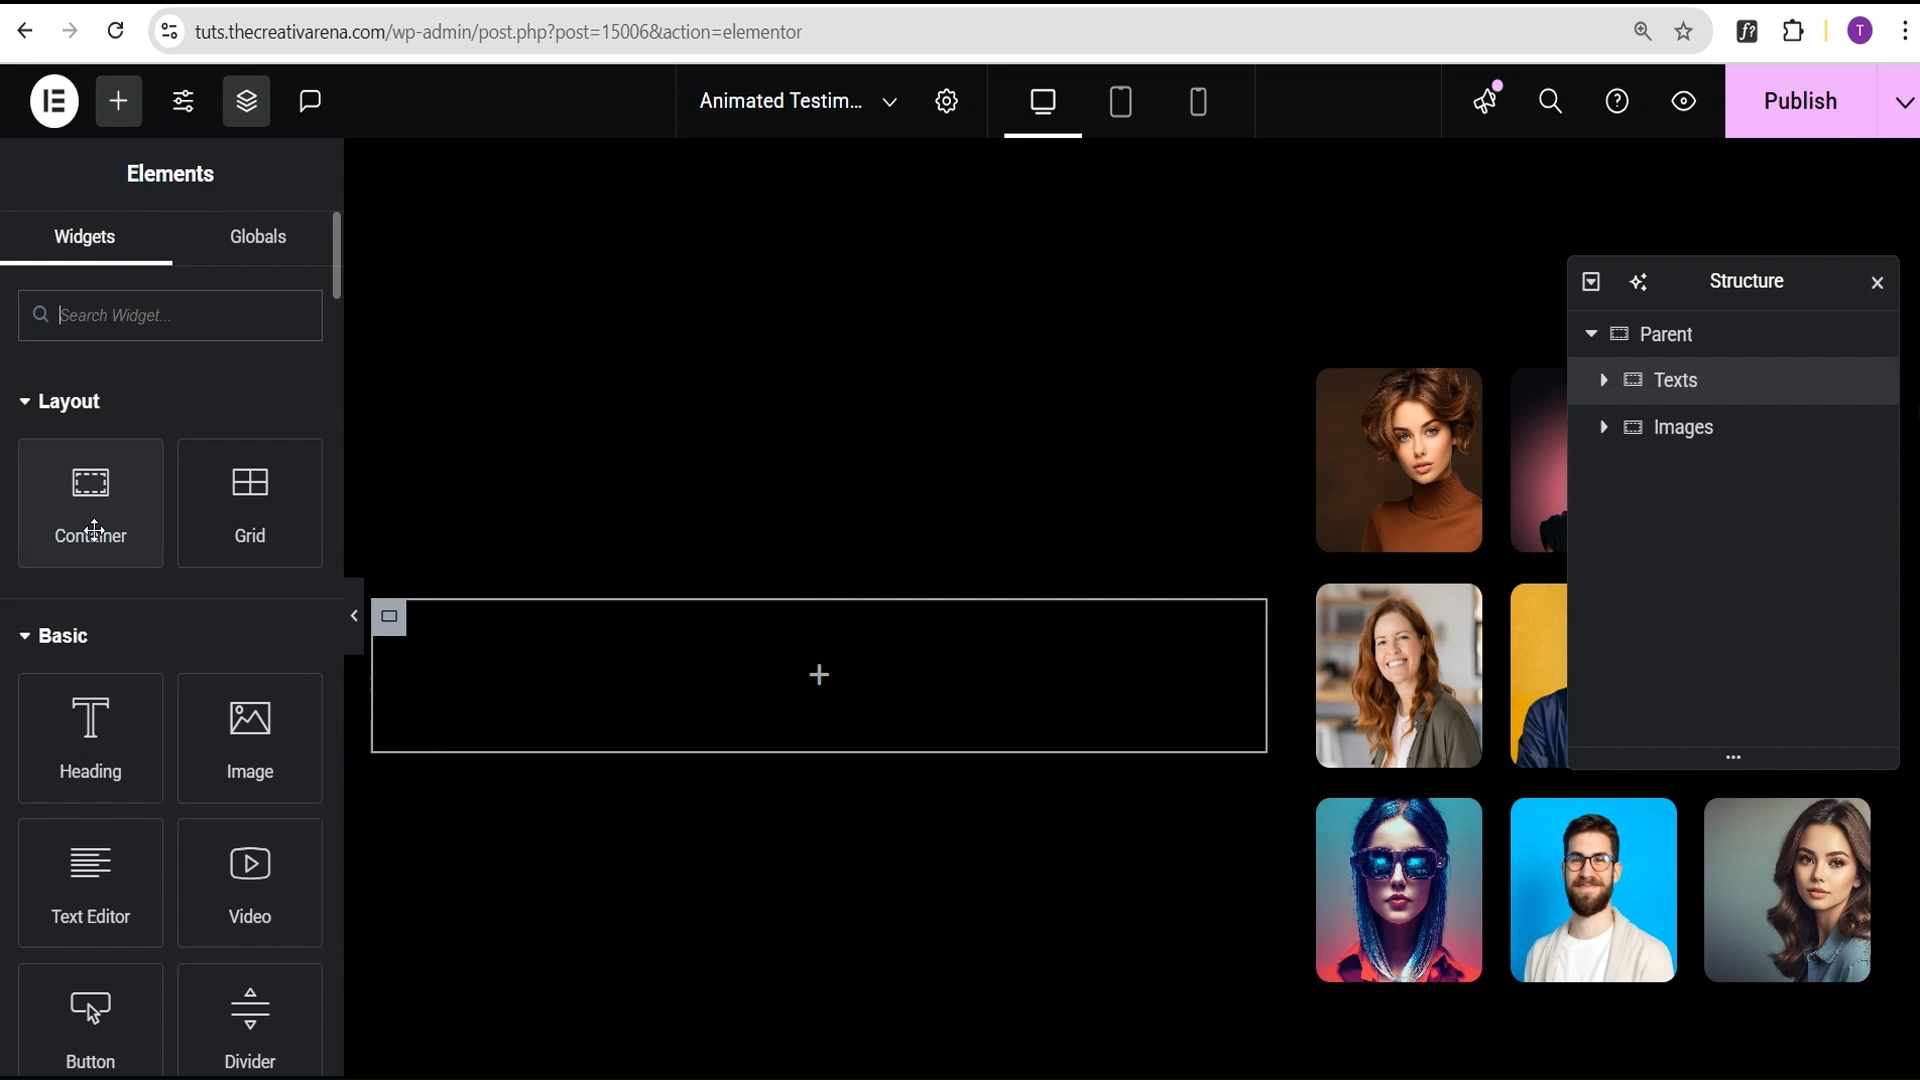 tuts.thecreativarena.com/wp-admin/post.php?post=15006&action=elementor
f?
T
Animated Testim...
Publish
Elements
Widgets
Globals
Search Widget...
Structure
Parent
Texts
Images
Layout
Container
Grid
Basic
Heading
Image
Text Editor
Video
Button
Divider